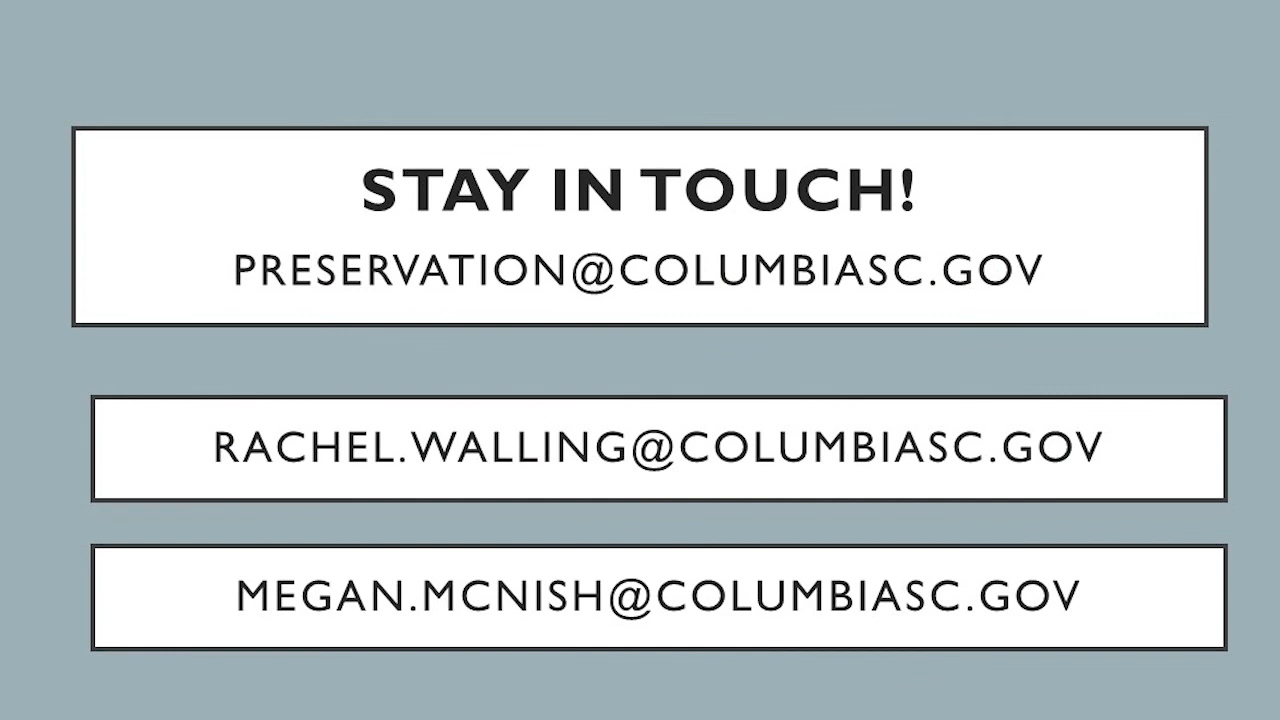 STAY IN TOUCH!
PRESERVATION@COLUMBIASC.GOV
RACHEL.WALLING@COLUMBIASC.GOV
MEGAN.MCNISH@COLUMBIASC.GOV